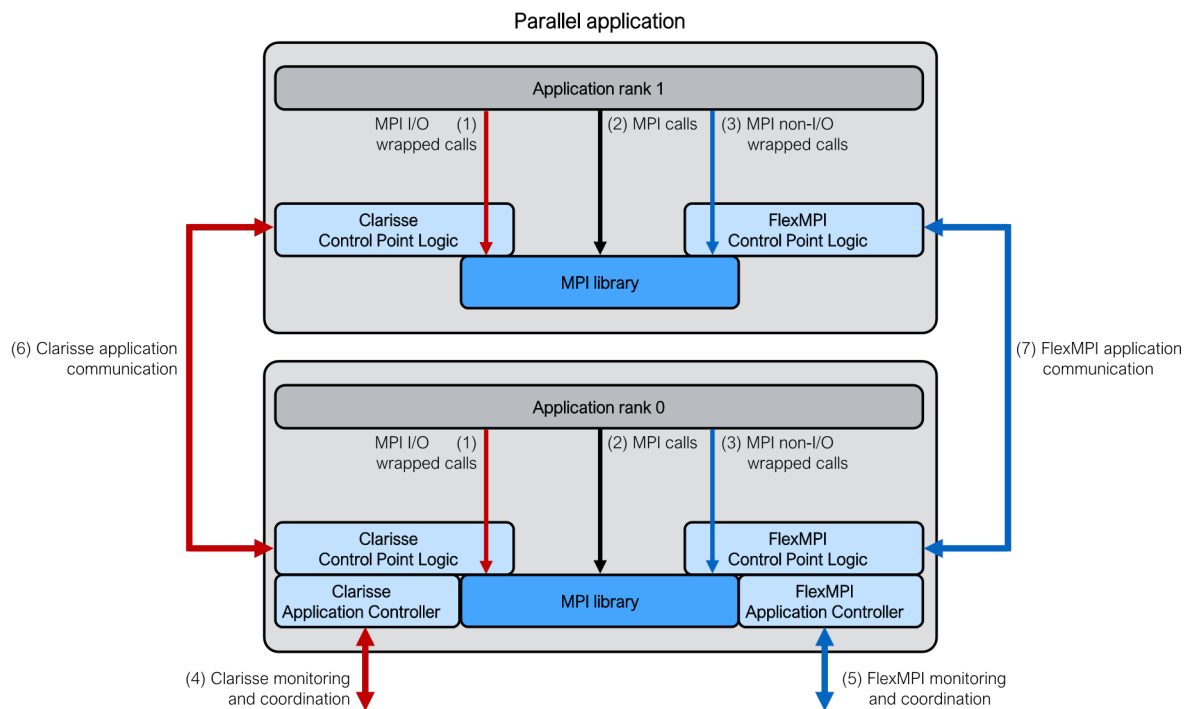 Parallel application
Application rank 1
MPI I/O (1)
wrapped calls
(2) MPI calls
(3) MPI non-I/O
wrapped calls
Clarisse
Control Point Logic
FlexMPI
Control Point Logic
MPI library
(6) Clarisse application
communication
(7) FlexMPI application
communication
Application rank 0
MPI I/O (1)
wrapped calls
(2) MPI calls
(3) MPI non-I/O
wrapped calls
Clarisse
Control Point Logic
FlexMPI
Control Point Logic
Clarisse
Application Controller
MPI library
FlexMPI
Application Controller
(4) Clarisse monitoring
and coordination
(5) FlexMPI monitoring
and coordination